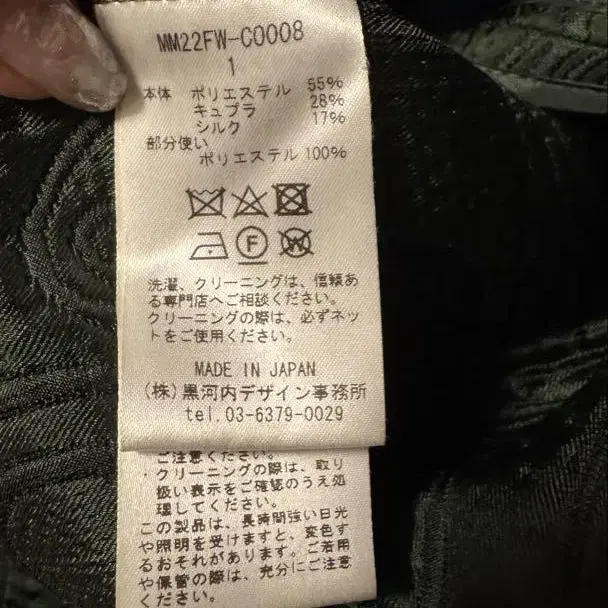 MM22FW-C0008
1
本体 ポリエステル 55%
キュプラ 28%
シルク 17%
部分使い
ポリエステル 100%
F
W
洗濯、クリーニングは、信頼あ
る専門店へご相談ください。
クリーニングの際は、必ずネッ
トをご使用ください。
MADE IN JAPAN
(株)黒河内デザイン事務所
tel.03-6379-0029
ご注意ください。
・クリーニングの際は、取り
扱い表示をご確認のうえ処
理してください。
この製品は、長時間強い日光
や照明を受けますと、変色す
るおそれがあります。ご着用
や保管の際は、充分にご注意
ください。